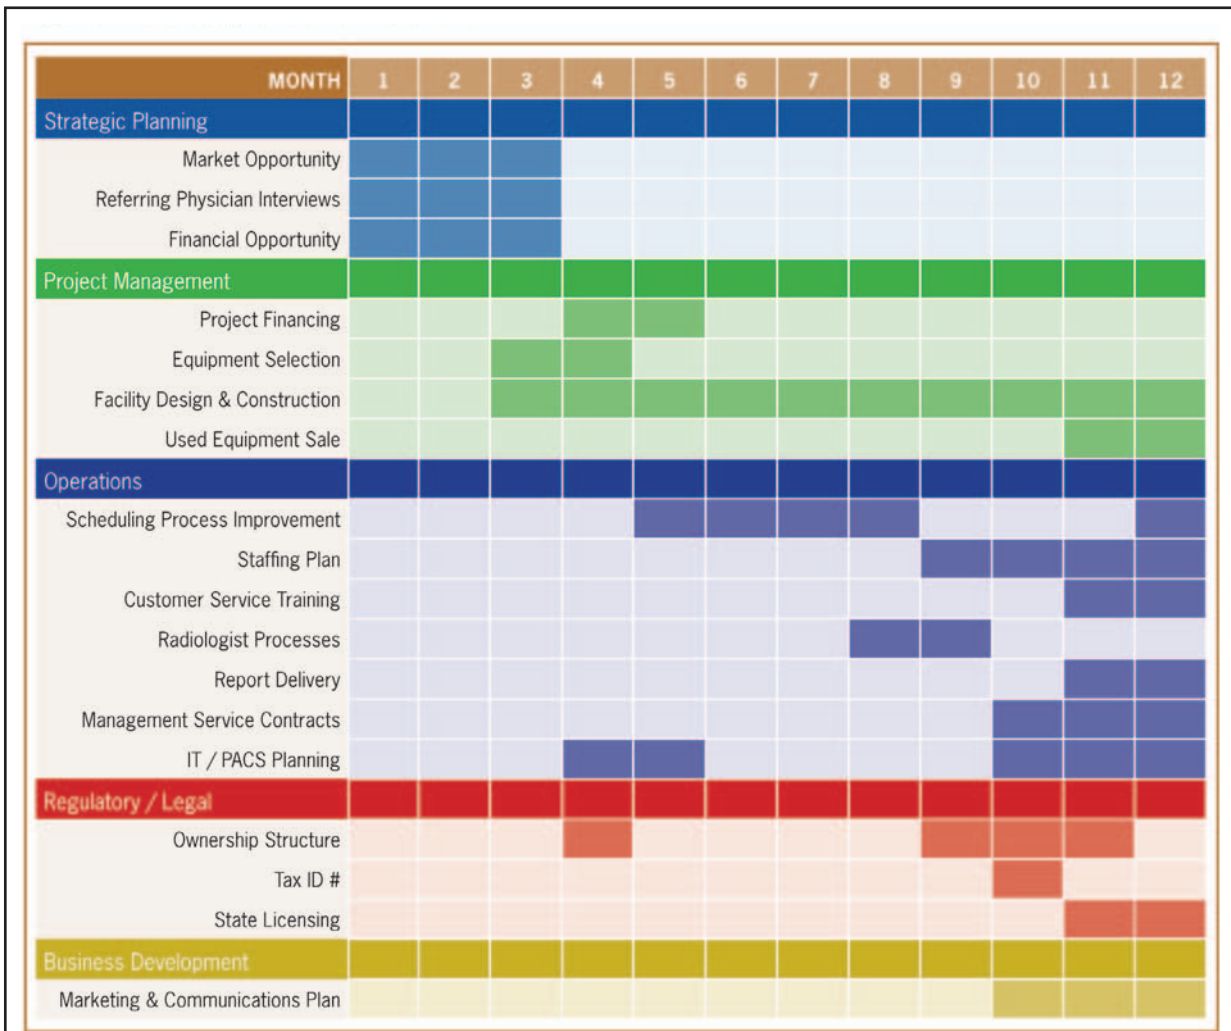 MONTH 1 2 3 4 5 6 7 8 9 10 11 12
Strategic Planning
Market Opportunity
Referring Physician Interviews
Financial Opportunity
Project Management
Project Financing
Equipment Selection
Facility Design & Construction
Used Equipment Sale
Operations
Scheduling Process Improvement
Staffing Plan
Customer Service Training
Radiologist Processes
Report Delivery
Management Service Contracts
IT / PACS Planning
Regulatory / Legal
Ownership Structure
Tax ID #
State Licensing
Business Development
Marketing & Communications Plan